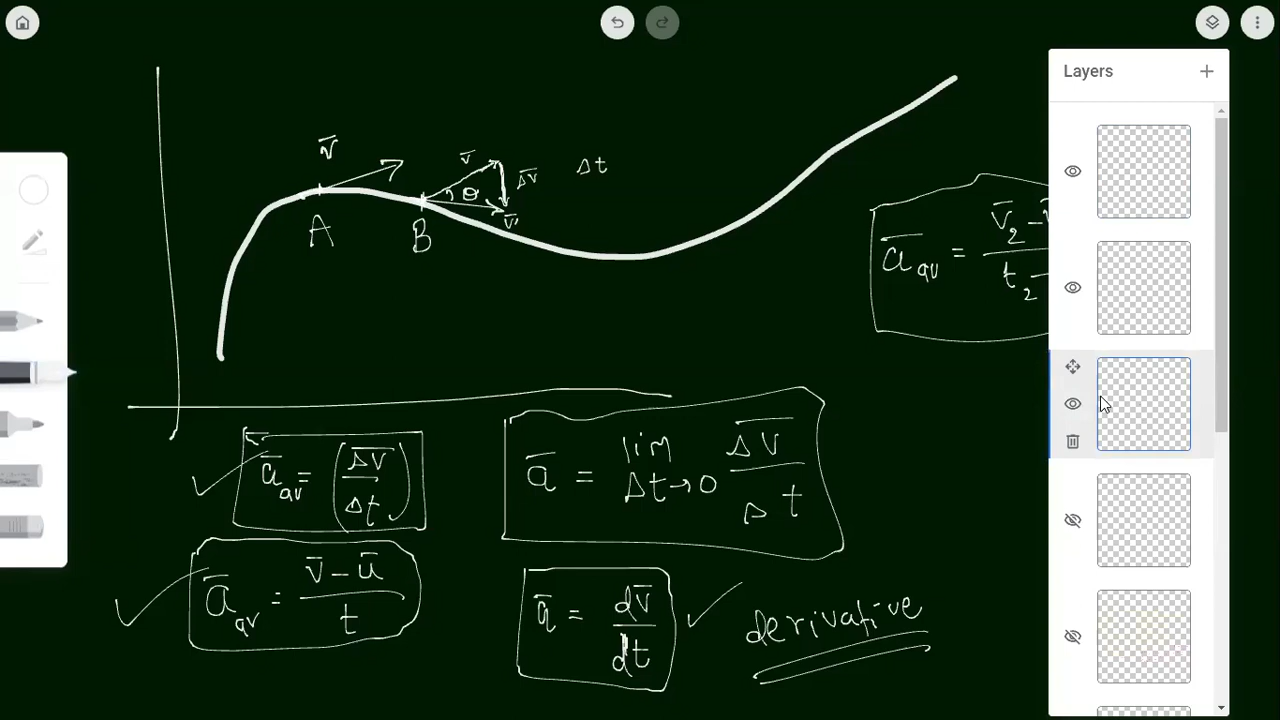 Layers
v̄
v̄ Δv̄ Δt
θ
v̄'
A B
ā_av = v̄₂ - v̄ / t₂ -
ā_av = (Δv̄ / Δt)
ā = lim Δt→0 Δv̄ / Δt
ā_av = v̄ - ū / t
ā = dv̄ / dt
derivative